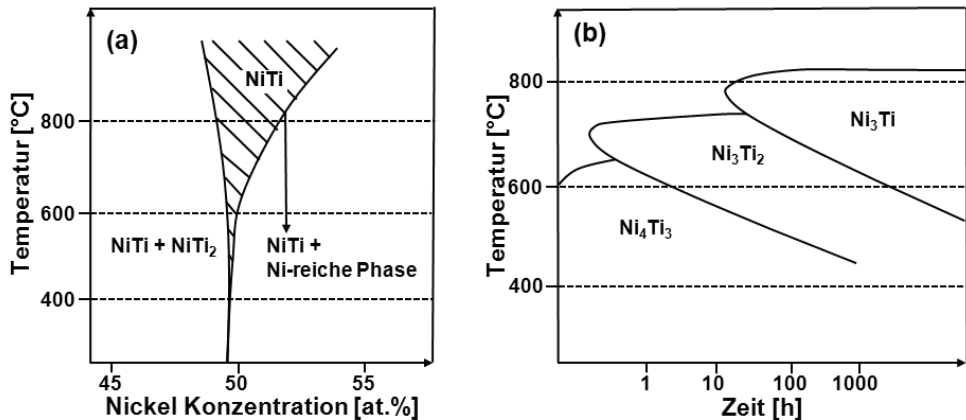 (a)
NiTi
Temperatur [°C]
800
600
400
NiTi + NiTi2
NiTi +
Ni-reiche Phase
45
50
55
Nickel Konzentration [at.%]
(b)
Temperatur [°C]
800
600
400
Ni3Ti
Ni3Ti2
Ni4Ti3
1
10
100
1000
Zeit [h]